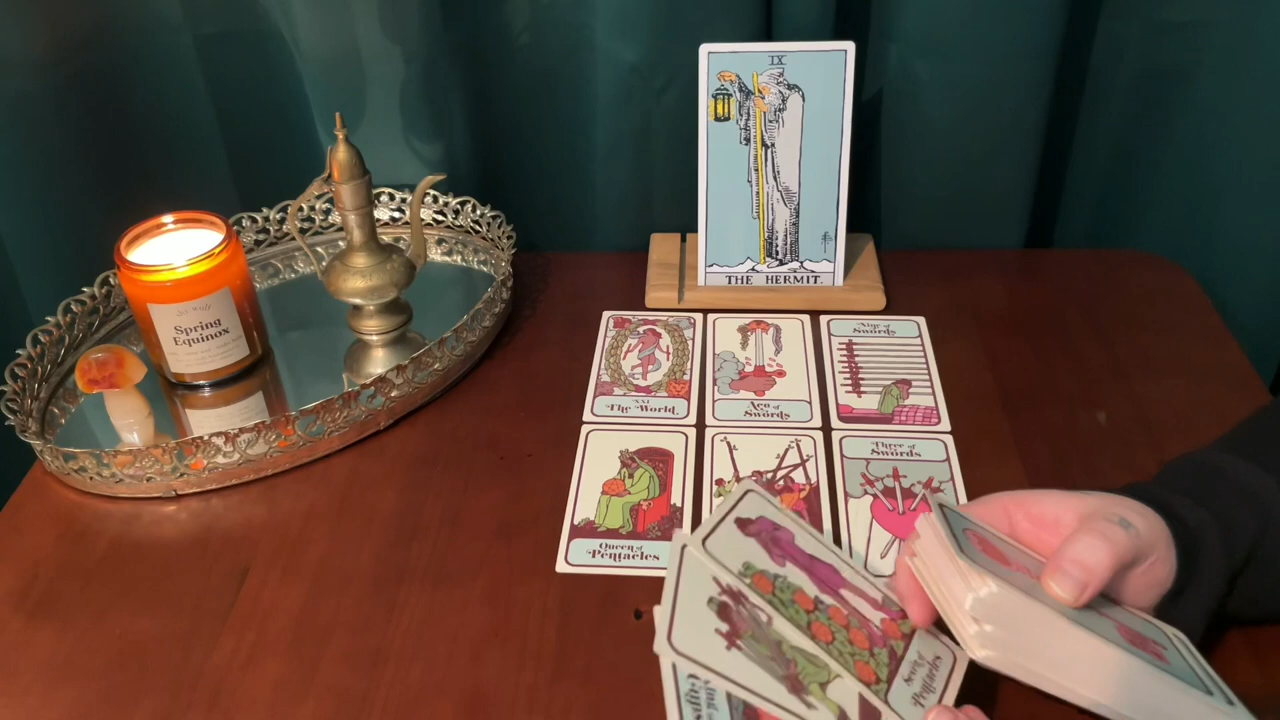 IX
THE HERMIT.
Spring
Equinox
XXI
The World.
Ace of
Swords
Nine of
Swords
Queen of
Pentacles
Three of
Swords
Seven of
Pentacles